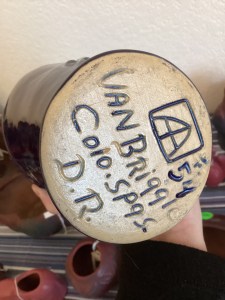 VAN BRIGGLE
Colo. Spgs.
D.R.
54